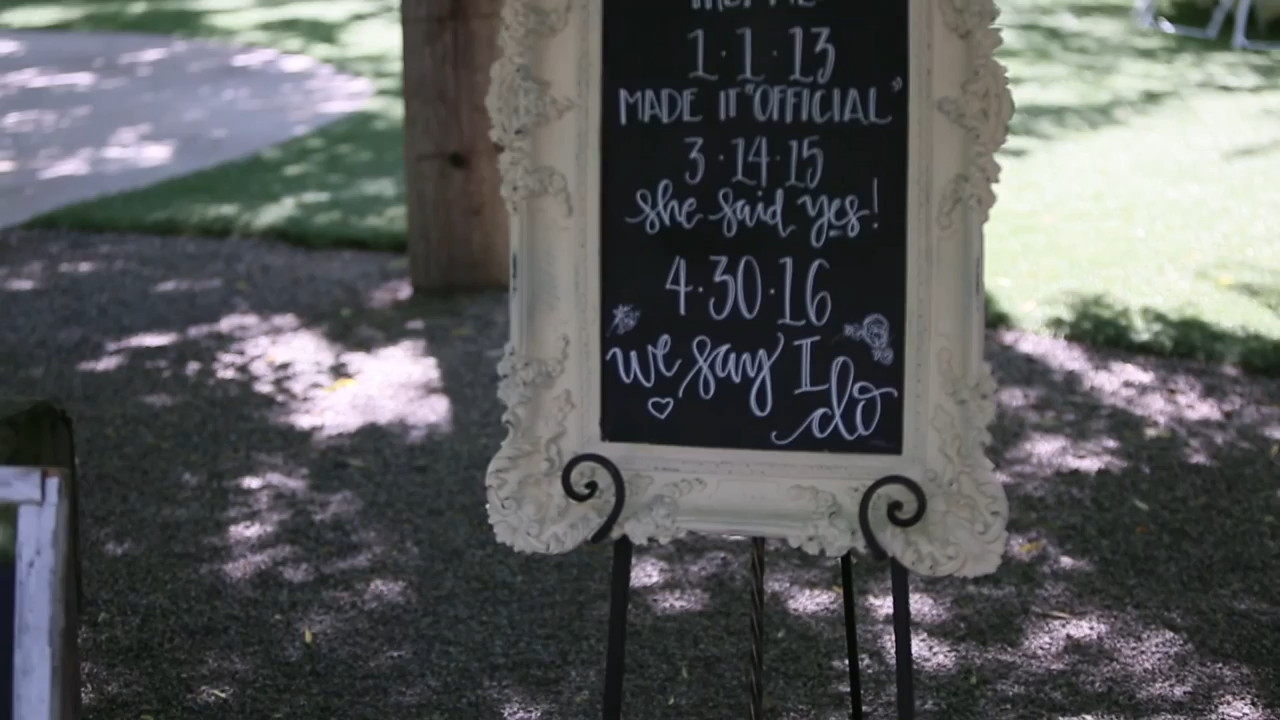 1·1·13
MADE IT "OFFICIAL"
3·14·15
she said yes!
4·30·16
we say I
do